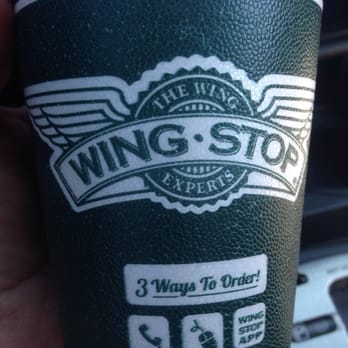 THE WING
WING · STOP
EXPERTS
3 Ways To Order!
WING
STOP
APP